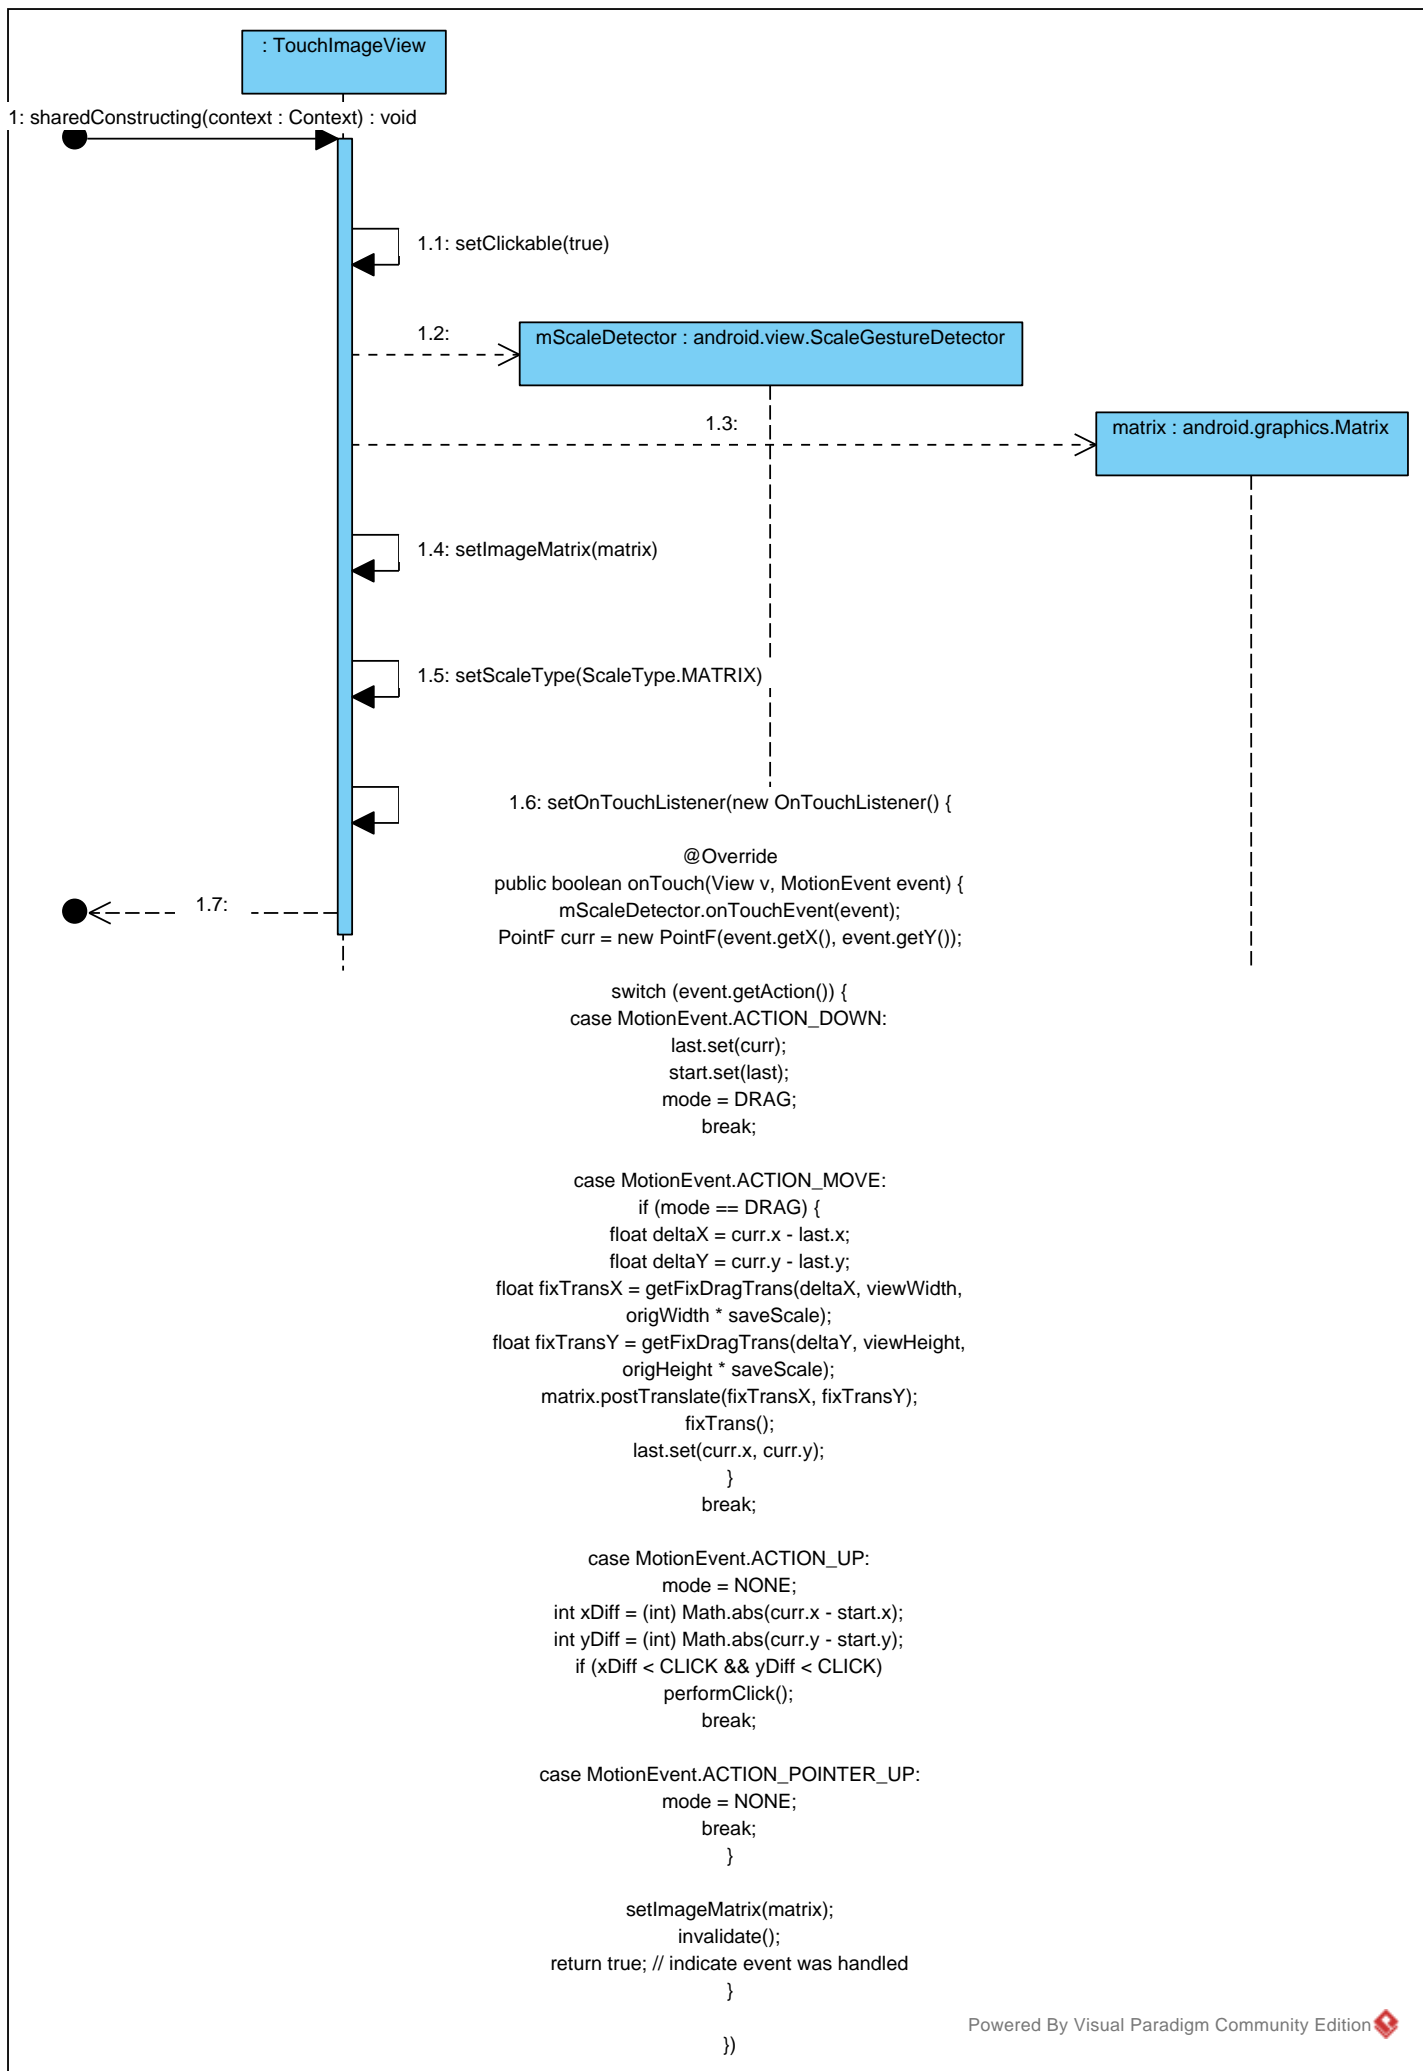 : TouchImageView
1: sharedConstructing(context : Context) : void
1.1: setClickable(true)
1.2:
mScaleDetector : android.view.ScaleGestureDetector
1.3:
matrix : android.graphics.Matrix
1.4: setImageMatrix(matrix)
1.5: setScaleType(ScaleType.MATRIX)
1.6: setOnTouchListener(new OnTouchListener() {
@Override
public boolean onTouch(View v, MotionEvent event) {
mScaleDetector.onTouchEvent(event);
1.7:
PointF curr = new PointF(event.getX(), event.getY());
switch (event.getAction()) {
case MotionEvent.ACTION_DOWN:
last.set(curr);
start.set(last);
mode = DRAG;
break;
case MotionEvent.ACTION_MOVE:
if (mode == DRAG) {
float deltaX = curr.x - last.x;
float deltaY = curr.y - last.y;
float fixTransX = getFixDragTrans(deltaX, viewWidth,
origWidth * saveScale);
float fixTransY = getFixDragTrans(deltaY, viewHeight,
origHeight * saveScale);
matrix.postTranslate(fixTransX, fixTransY);
fixTrans();
last.set(curr.x, curr.y);
}
break;
case MotionEvent.ACTION_UP:
mode = NONE;
int xDiff = (int) Math.abs(curr.x - start.x);
int yDiff = (int) Math.abs(curr.y - start.y);
if (xDiff < CLICK && yDiff < CLICK)
performClick();
break;
case MotionEvent.ACTION_POINTER_UP:
mode = NONE;
break;
}
setImageMatrix(matrix);
invalidate();
return true; // indicate event was handled
}
})
Powered By Visual Paradigm Community Edition